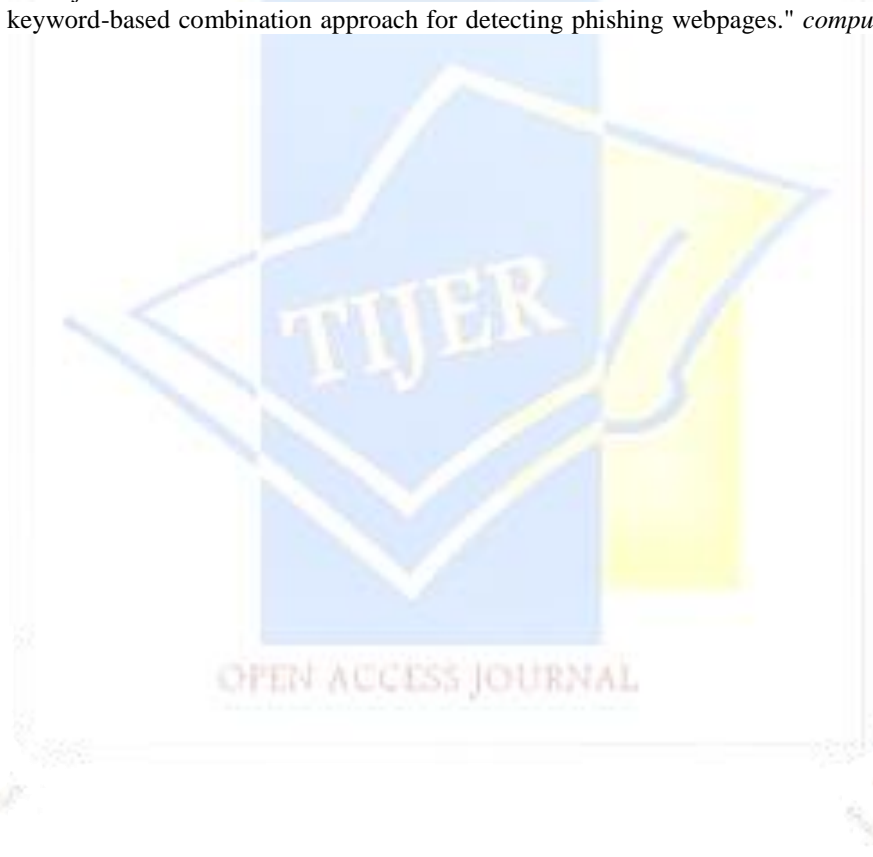 keyword-based combination approach for detecting phishing webpages." compu
TIJER
OPEN ACCESS JOURNAL